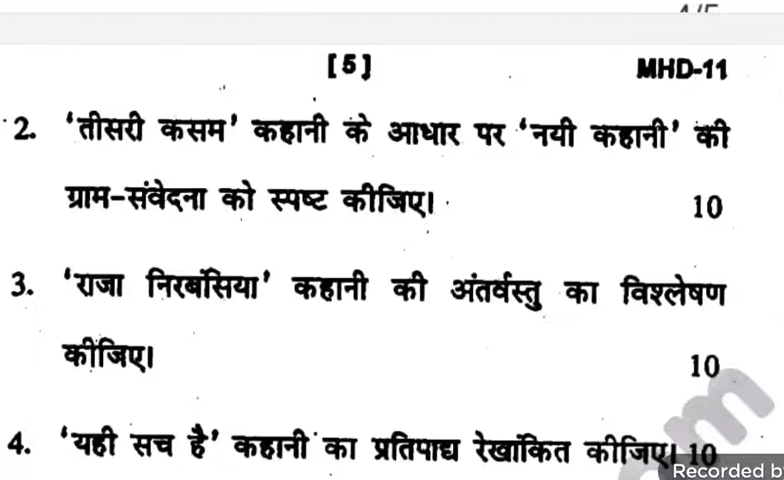 [5] MHD-11
2. ‘तीसरी कसम’ कहानी के आधार पर ‘नयी कहानी’ की
ग्राम-संवेदना को स्पष्ट कीजिए। 10
3. ‘राजा निरबंसिया’ कहानी की अंतर्वस्तु का विश्लेषण
कीजिए। 10
4. ‘यही सच है’ कहानी का प्रतिपाद्य रेखांकित कीजिए। 10
Recorded b